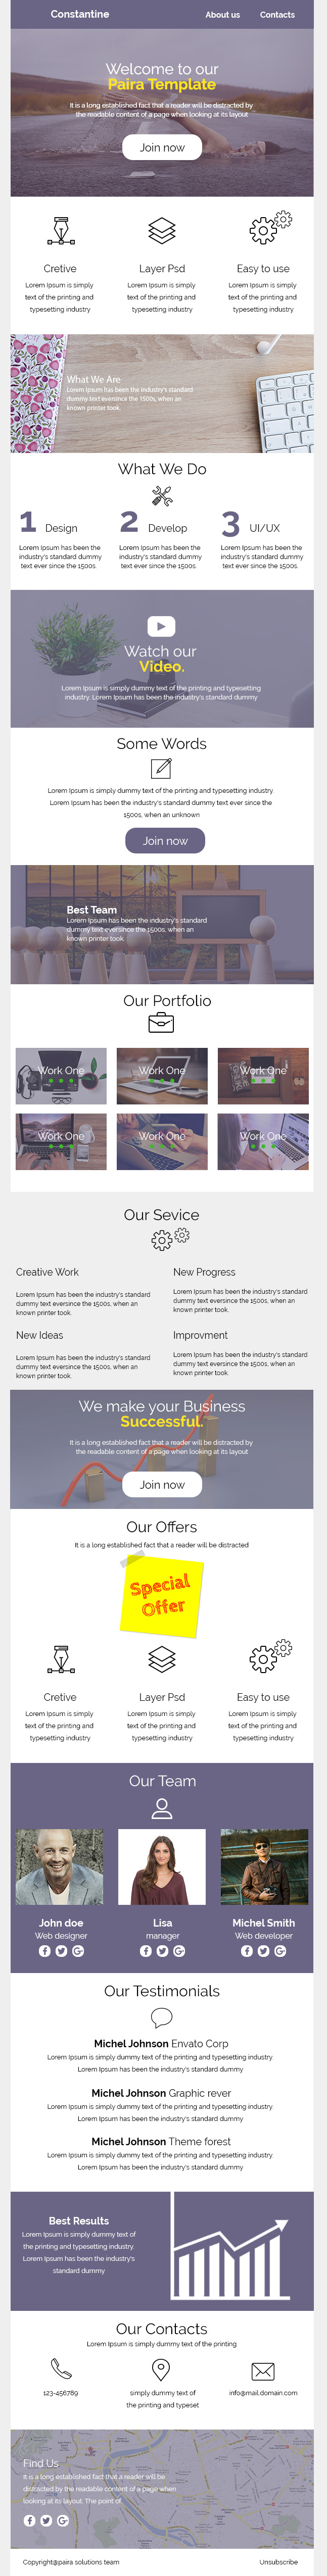 Constantine About us Contacts
Welcome to our
Paira Template
It is a long established fact that a reader will be distracted by
the readable content of a page when looking at its layout
Join now
Cretive Layer Psd Easy to use
Lorem Ipsum is simply Lorem Ipsum is simply Lorem Ipsum is simply
text of the printing and text of the printing and text of the printing and
typesetting industry typesetting industry typesetting industry
What We Are
Lorem Ipsum has been the industry's standard
dummy text eversince the 1500s, when an
known printer took.
What We Do
1 Design 2 Develop 3 UI/UX
Lorem Ipsum has been the Lorem Ipsum has been the Lorem Ipsum has been the
industry's standard dummy industry's standard dummy industry's standard dummy
text ever since the 1500s. text ever since the 1500s. text ever since the 1500s.
Watch our
Video.
Lorem Ipsum is simply dummy text of the printing and typesetting
industry. Lorem Ipsum has been the industry's standard dummy
Some Words
Lorem Ipsum is simply dummy text of the printing and typesetting industry.
Lorem Ipsum has been the industry's standard dummy text ever since the
1500s, when an unknown
Join now
Best Team
Lorem Ipsum has been the industry's standard
dummy text eversince the 1500s, when an
known printer took.
Our Portfolio
Work One Work One Work One
Work One Work One Work One
Our Sevice
Creative Work New Progress
Lorem Ipsum has been the industry's standard Lorem Ipsum has been the industry's standard
dummy text eversince the 1500s, when an dummy text eversince the 1500s, when an
known printer took. known printer took.
New Ideas Improvment
Lorem Ipsum has been the industry's standard Lorem Ipsum has been the industry's standard
dummy text eversince the 1500s, when an dummy text eversince the 1500s, when an
known printer took. known printer took.
We make your Business
Successful.
It is a long established fact that a reader will be distracted by
the readable content of a page when looking at its layout
Join now
Our Offers
It is a long established fact that a reader will be distracted
Special
Offer
Cretive Layer Psd Easy to use
Lorem Ipsum is simply Lorem Ipsum is simply Lorem Ipsum is simply
text of the printing and text of the printing and text of the printing and
typesetting industry typesetting industry typesetting industry
Our Team
John doe Lisa Michel Smith
Web designer manager Web developer
Our Testimonials
Michel Johnson Envato Corp
Lorem Ipsum is simply dummy text of the printing and typesetting industry.
Lorem Ipsum has been the industry's standard dummy
Michel Johnson Graphic rever
Lorem Ipsum is simply dummy text of the printing and typesetting industry.
Lorem Ipsum has been the industry's standard dummy
Michel Johnson Theme forest
Lorem Ipsum is simply dummy text of the printing and typesetting industry.
Lorem Ipsum has been the industry's standard dummy
Best Results
Lorem Ipsum is simply dummy text of
the printing and typesetting industry.
Lorem Ipsum has been the industry's
standard dummy
Our Contacts
Lorem Ipsum is simply dummy text of the printing
123-456789 simply dummy text of info@mail.domain.com
the printing and typeset
Find Us
It is a long established fact that a reader will be
distracted by the readable content of a page when
looking at its layout. The point of
Copyright@paira solutions team Unsubscribe